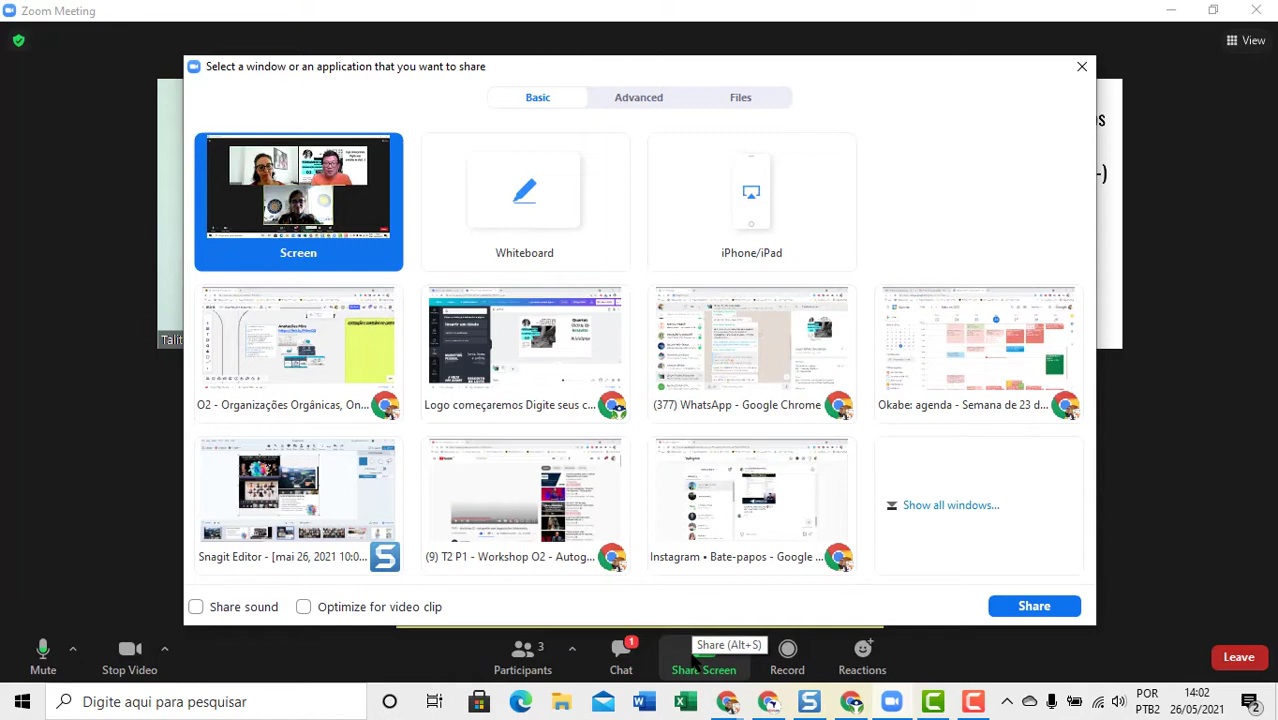 Zoom Meeting
View
Select a window or an application that you want to share
Basic
Advanced
Files
Screen
Whiteboard
iPhone/iPad
O2 - Organizações Orgânicas, On...
Logo começaremos Digite seus c...
(377) WhatsApp - Google Chrome
Okabe: agenda - Semana de 23 d...
Snagit Editor - [mai 26, 2021 10:0...
(9) T2 P1 - Workshop O2 - Autog...
Instagram • Bate-papos - Google ...
Show all windows...
Share sound
Optimize for video clip
Share
Talit
os
-)
Share (Alt+S)
Mute
Stop Video
3
Participants
1
Chat
Share Screen
Record
Reactions
Leave
Digite aqui para pesquisar
POR
PTB2
14:02
26/05/2021
2